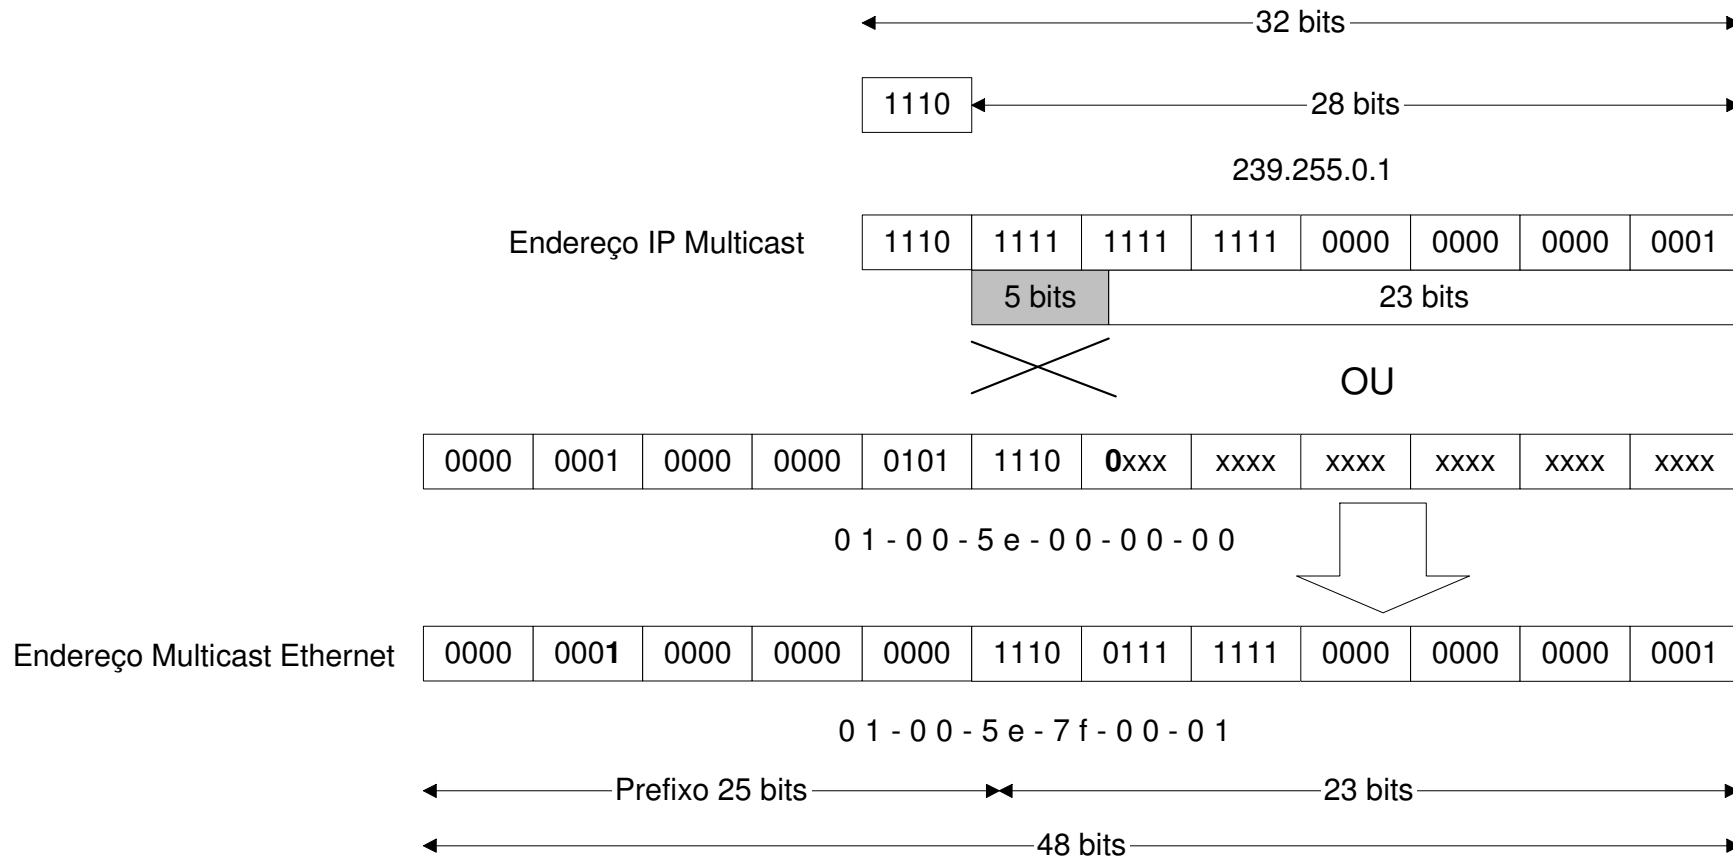 32 bits
1110 28 bits
239.255.0.1
Endereço IP Multicast 1110 1111 1111 1111 0000 0000 0000 0001
5 bits 23 bits
OU
0000 0001 0000 0000 0101 1110 0xxx xxxx xxxx xxxx xxxx xxxx
0 1 - 0 0 - 5 e - 0 0 - 0 0 - 0 0
Endereço Multicast Ethernet 0000 0001 0000 0000 0000 1110 0111 1111 0000 0000 0000 0001
0 1 - 0 0 - 5 e - 7 f - 0 0 - 0 1
Prefixo 25 bits 23 bits
48 bits